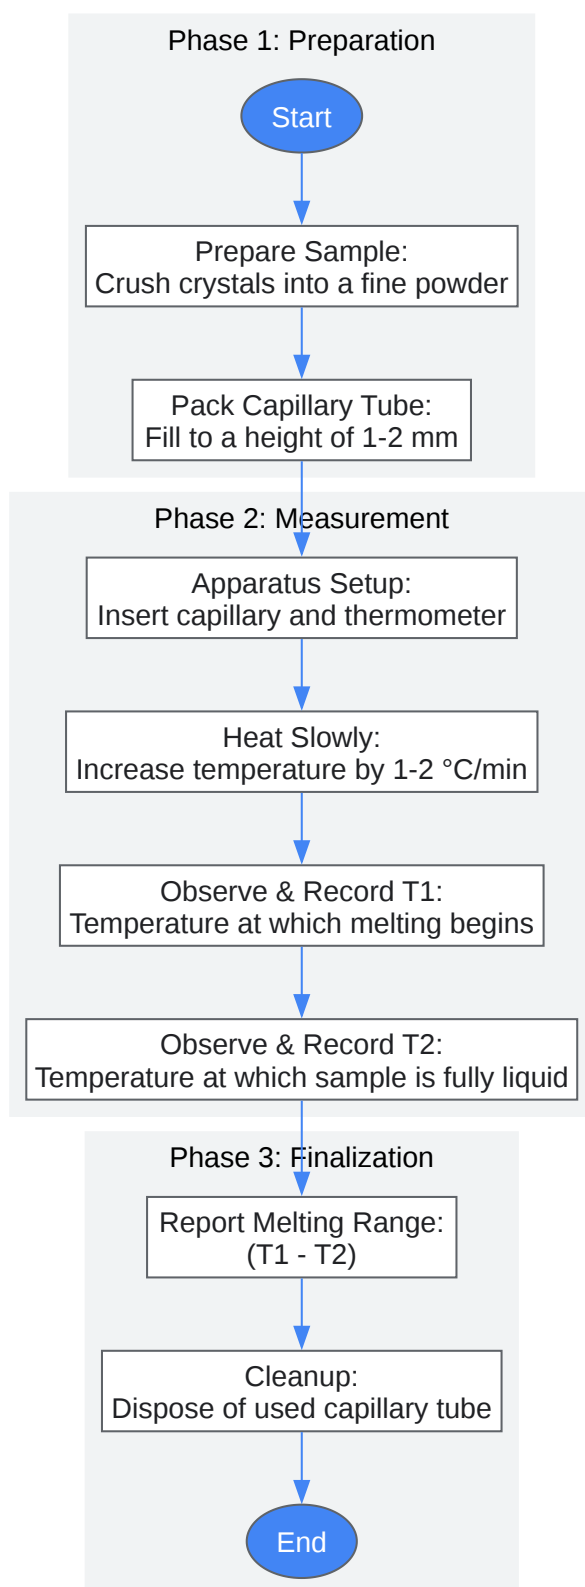 Phase 1: Preparation
Start
Prepare Sample:
Crush crystals into a fine powder
Pack Capillary Tube:
Fill to a height of 1-2 mm
Phase 2: Measurement
Apparatus Setup:
Insert capillary and thermometer
Heat Slowly:
Increase temperature by 1-2 °C/min
Observe & Record T1:
Temperature at which melting begins
Observe & Record T2:
Temperature at which sample is fully liquid
Phase 3: Finalization
Report Melting Range:
(T1 - T2)
Cleanup:
Dispose of used capillary tube
End